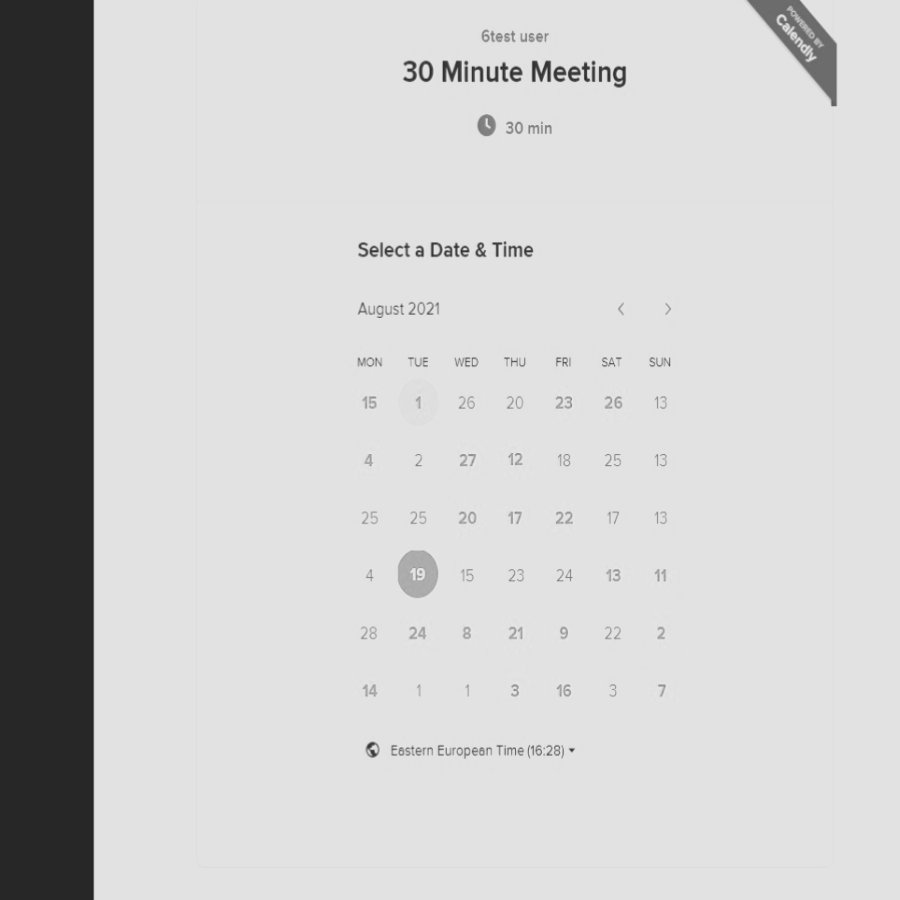 POWERED BY
Calendly
6test user
30 Minute Meeting
30 min
Select a Date & Time
August 2021
MON TUE WED THU FRI SAT SUN
15 1 26 20 23 26 13
4 2 27 12 18 25 13
25 25 20 17 22 17 13
4 19 15 23 24 13 11
28 24 8 21 9 22 2
14 1 1 3 16 3 7
Eastern European Time (16:28)